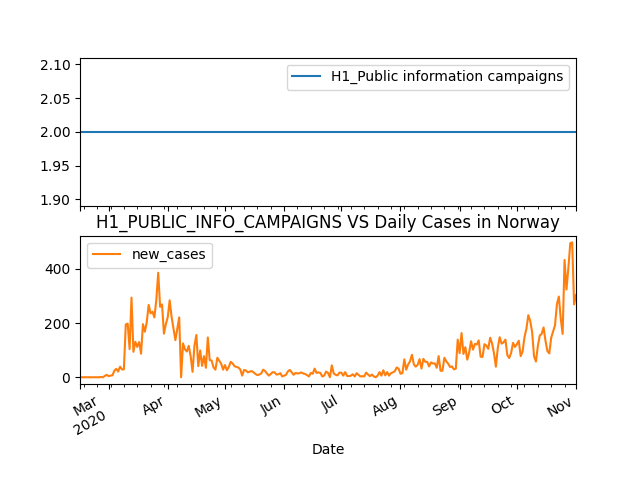 2.10
H1_Public information campaigns
2.05
2.00
1.95
1.90
H1_PUBLIC_INFO_CAMPAIGNS VS Daily Cases in Norway
new_cases
400
200
0
Mar
2020
Apr
May
Jun
Jul
Aug
Sep
Oct
Nov
Date